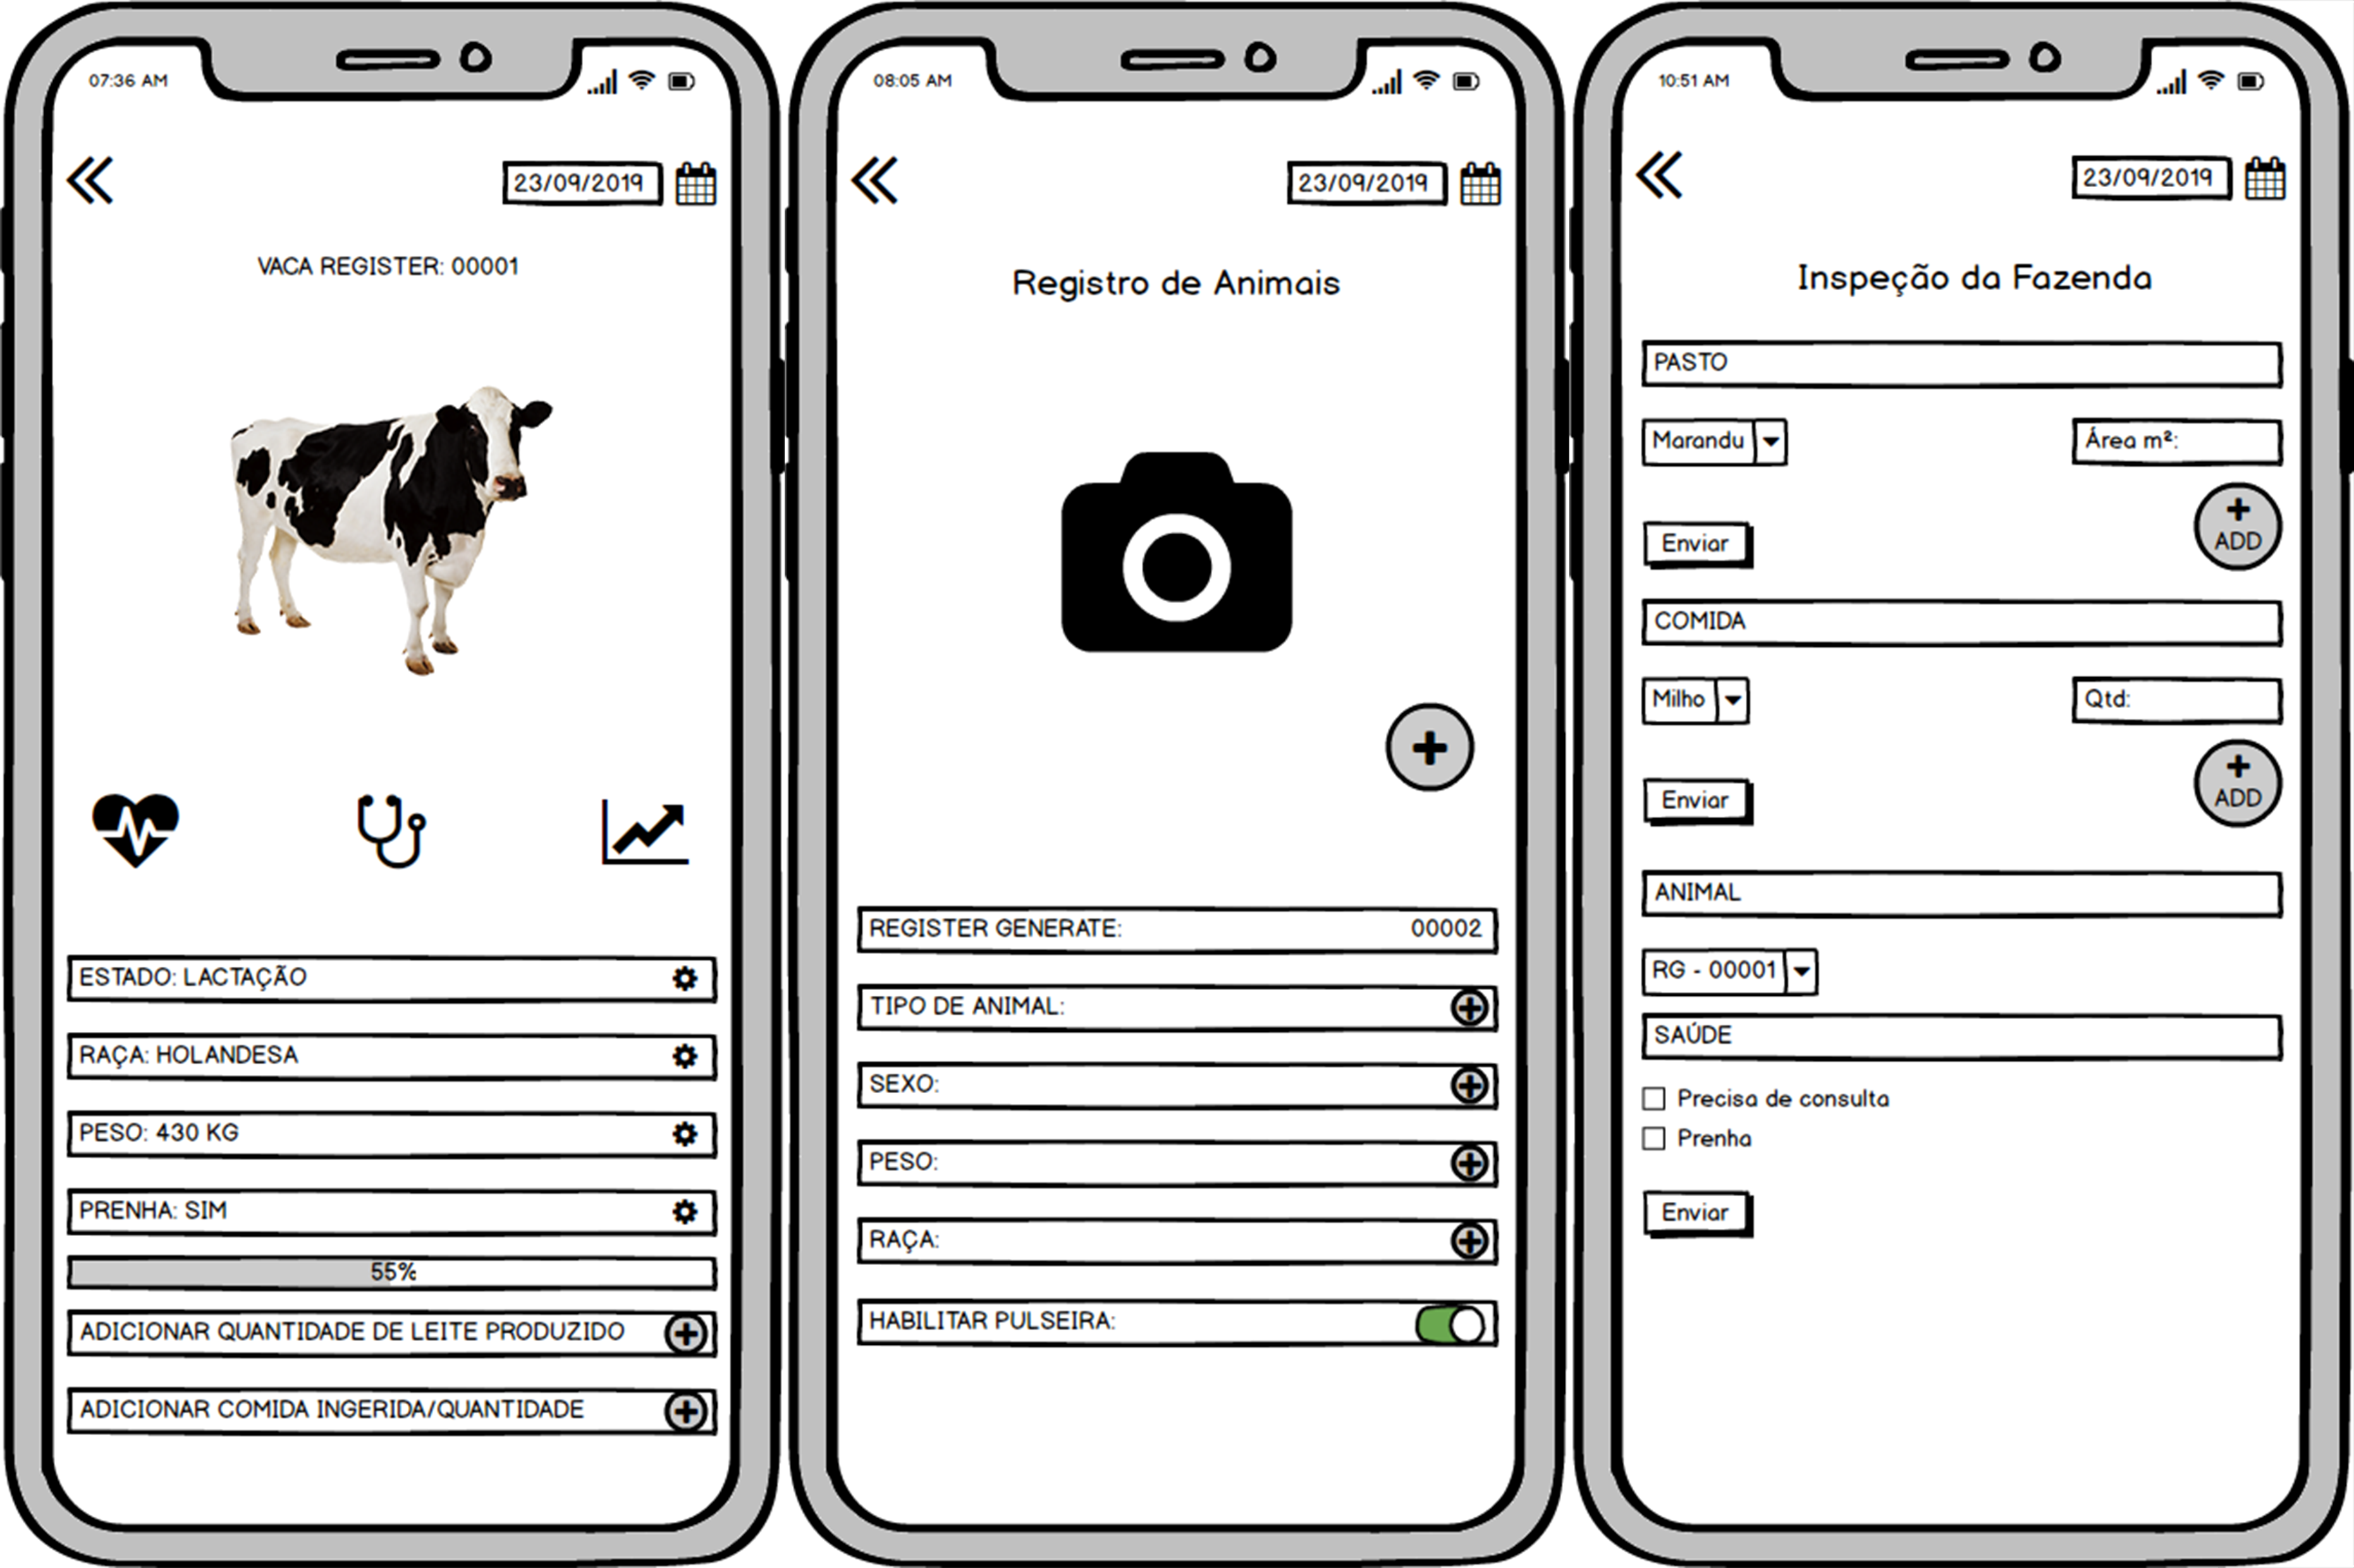 07:36 AM
23/09/2019
VACA REGISTER: 00001
ESTADO: LACTAÇÃO
RAÇA: HOLANDESA
PESO: 430 KG
PRENHA: SIM
55%
ADICIONAR QUANTIDADE DE LEITE PRODUZIDO
ADICIONAR COMIDA INGERIDA/QUANTIDADE
08:05 AM
23/09/2019
Registro de Animais
REGISTER GENERATE: 00002
TIPO DE ANIMAL:
SEXO:
PESO:
RAÇA:
HABILITAR PULSEIRA:
10:51 AM
23/09/2019
Inspeção da Fazenda
PASTO
Marandu Área m²:
ADD
Enviar
COMIDA
Milho Qtd:
ADD
Enviar
ANIMAL
RG - 00001
SAÚDE
Precisa de consulta
Prenha
Enviar